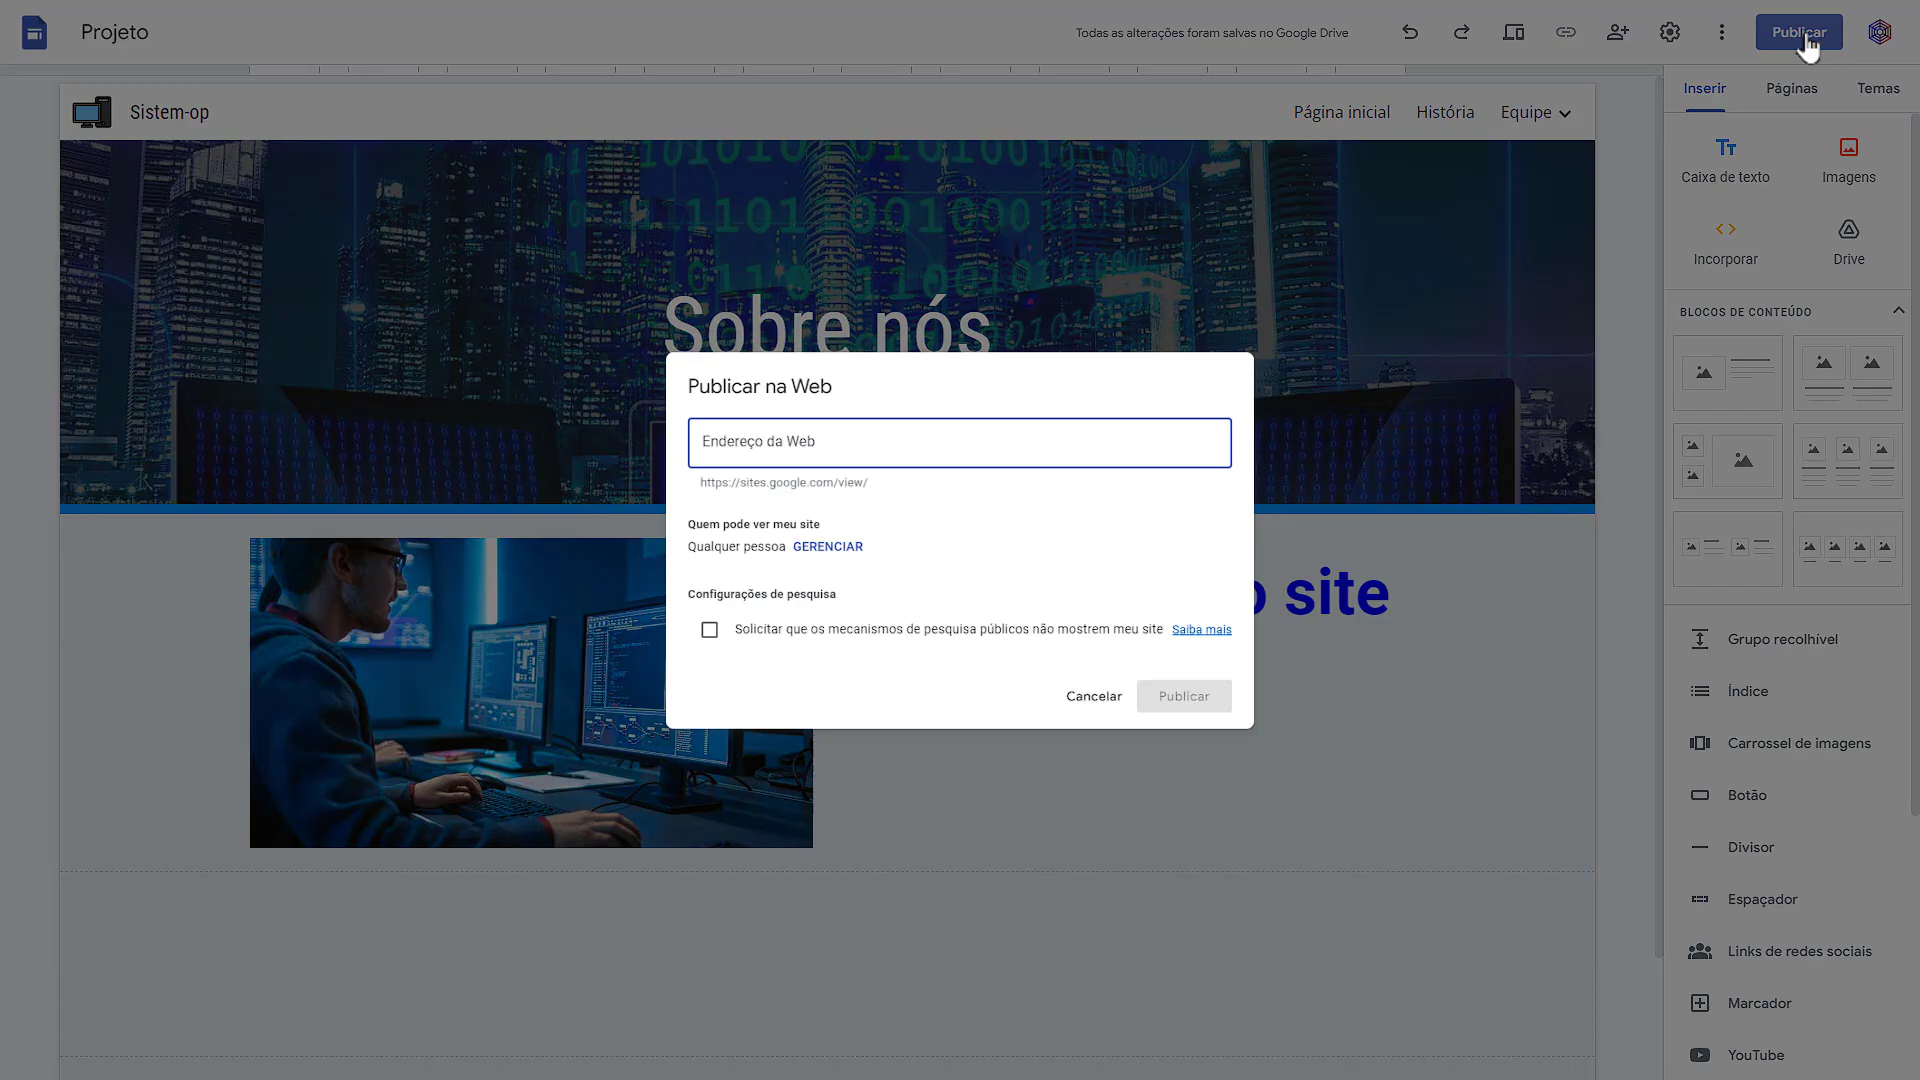 Projeto
Todas as alterações foram salvas no Google Drive
Publicar
Inserir
Páginas
Temas
Sistem-op
Página inicial
História
Equipe
Sobre nós
Caixa de texto
Imagens
Incorporar
Drive
BLOCOS DE CONTEÚDO
Publicar na Web
Endereço da Web
https://sites.google.com/view/
Quem pode ver meu site
Qualquer pessoa GERENCIAR
Configurações de pesquisa
Solicitar que os mecanismos de pesquisa públicos não mostrem meu site Saiba mais
Cancelar
Publicar
site
Grupo recolhível
Índice
Carrossel de imagens
Botão
Divisor
Espaçador
Links de redes sociais
Marcador
YouTube